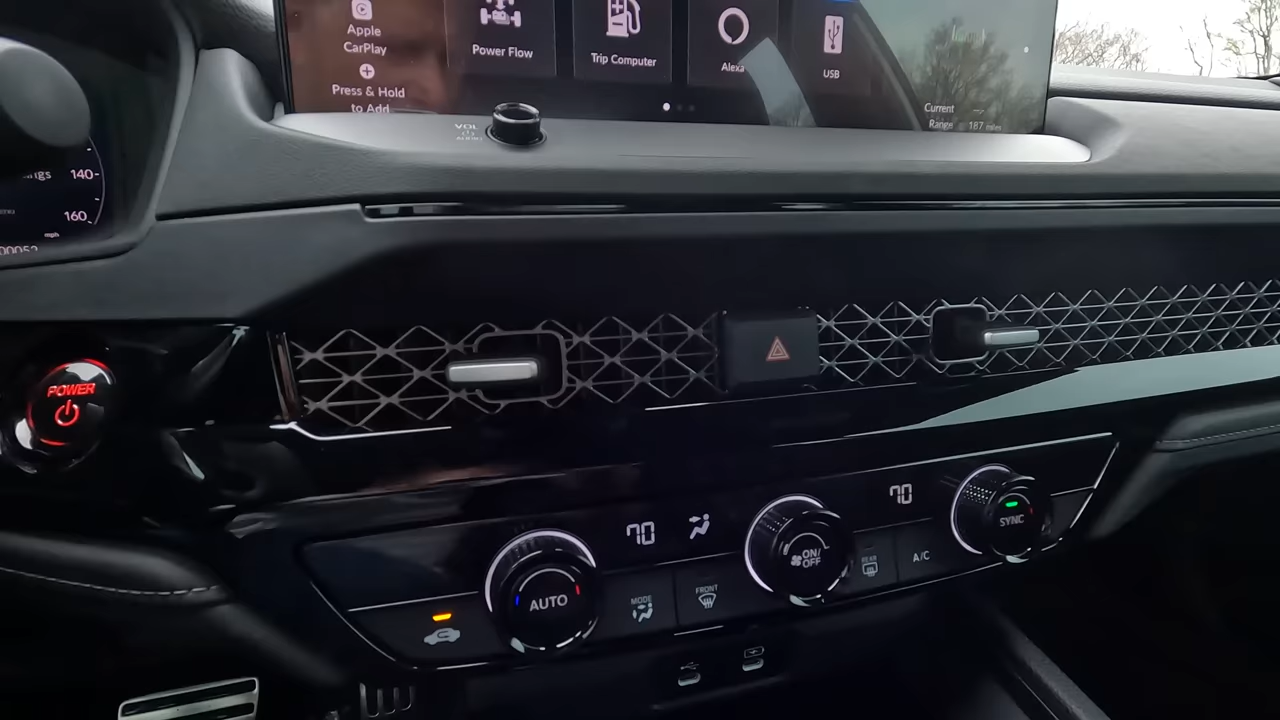 Apple
CarPlay
Press & Hold
to Add
Power Flow
Trip Computer
Alexa
USB
Current
Range 187 miles
VOL
AUDIO
140
160
mph
POWER
70
70
AUTO
MODE
FRONT
ON/
OFF
REAR
A/C
SYNC